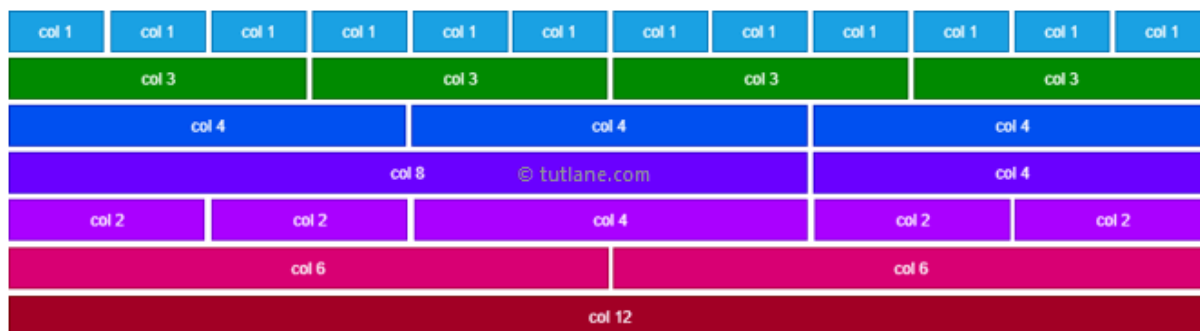 col 1 col 1 col 1 col 1 col 1 col 1 col 1 col 1 col 1 col 1 col 1 col 1
col 3 col 3 col 3 col 3
col 4 col 4 col 4
col 8 © tutlane.com col 4
col 2 col 2 col 4 col 2 col 2
col 6 col 6
col 12